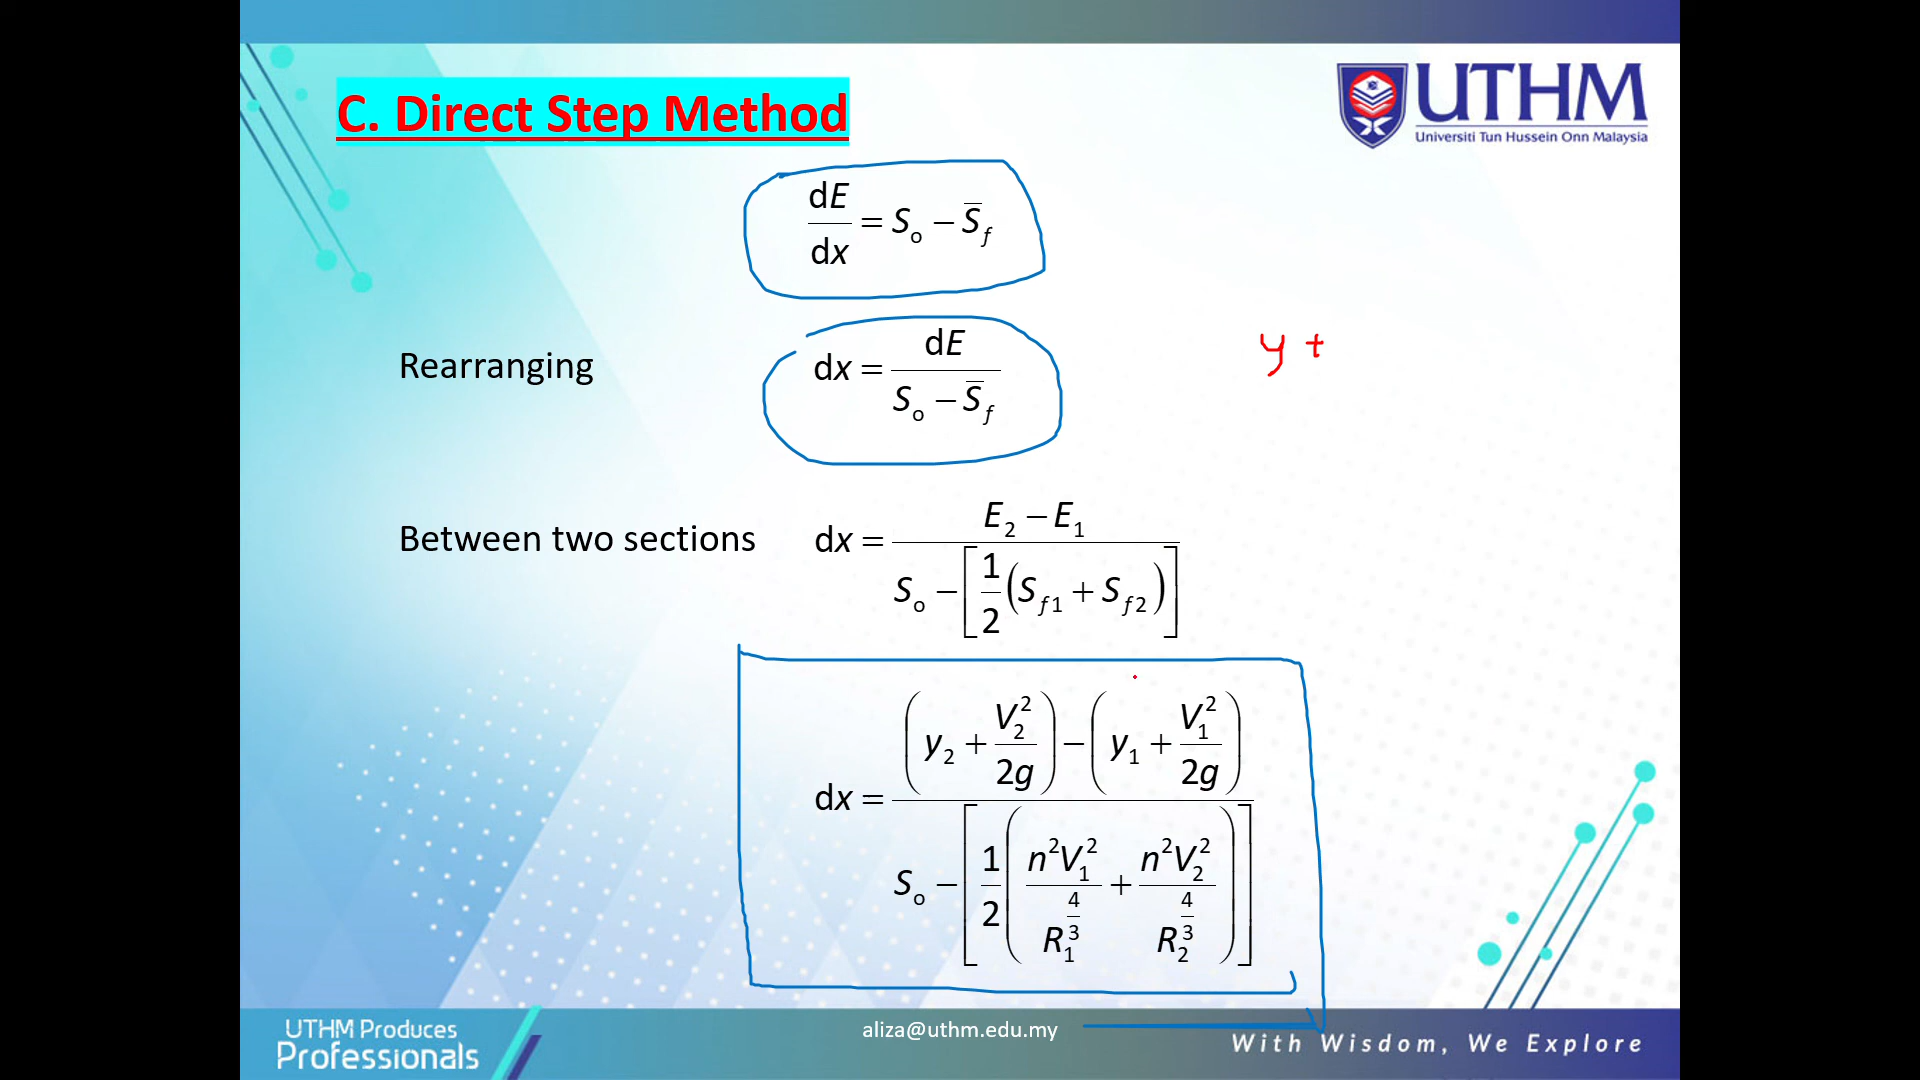 C. Direct Step Method
UTHM
Universiti Tun Hussein Onn Malaysia
dE/dx = S₀ − S̅f
Rearranging dx = dE/(S₀ − S̅f)
y +
Between two sections dx = (E₂ − E₁)/(S₀ − [1/2 (Sf1 + Sf2)])
dx = ((y₂ + V₂²/2g) − (y₁ + V₁²/2g))/(S₀ − [1/2 (n²V₁²/R₁^(4/3) + n²V₂²/R₂^(4/3))])
UTHM Produces
Professionals
aliza@uthm.edu.my
With Wisdom, We Explore